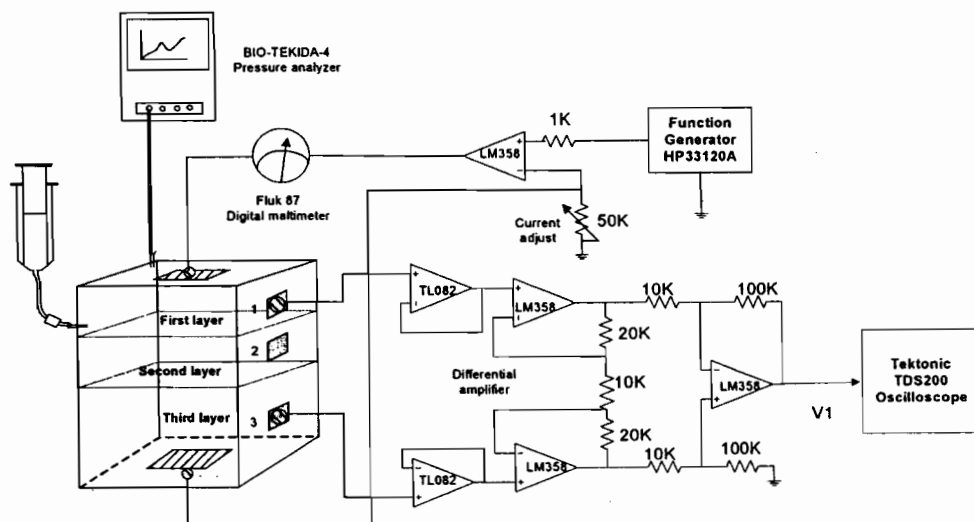 BIO-TEKIDA-4
Pressure analyzer
1K
Function
Generator
HP33120A
+
LM358
−
Fluk 87
Digital maltimeter
Current
adjust
50K
First layer
1
Second layer
2
Third layer
3
+
TL082
−
+
LM358
−
10K
100K
20K
10K
20K
Differential
amplifier
−
LM358
+
V1
Tektonic
TDS200
Oscilloscope
−
TL082
+
−
LM358
+
10K
100K